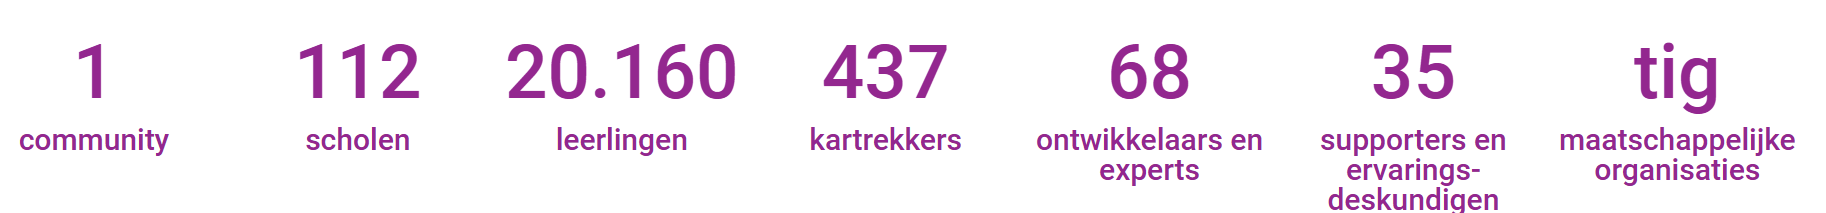 1
community
112
scholen
20.160
leerlingen
437
kartrekkers
68
ontwikkelaars en
experts
35
supporters en
ervarings-
deskundigen
tig
maatschappelijke
organisaties